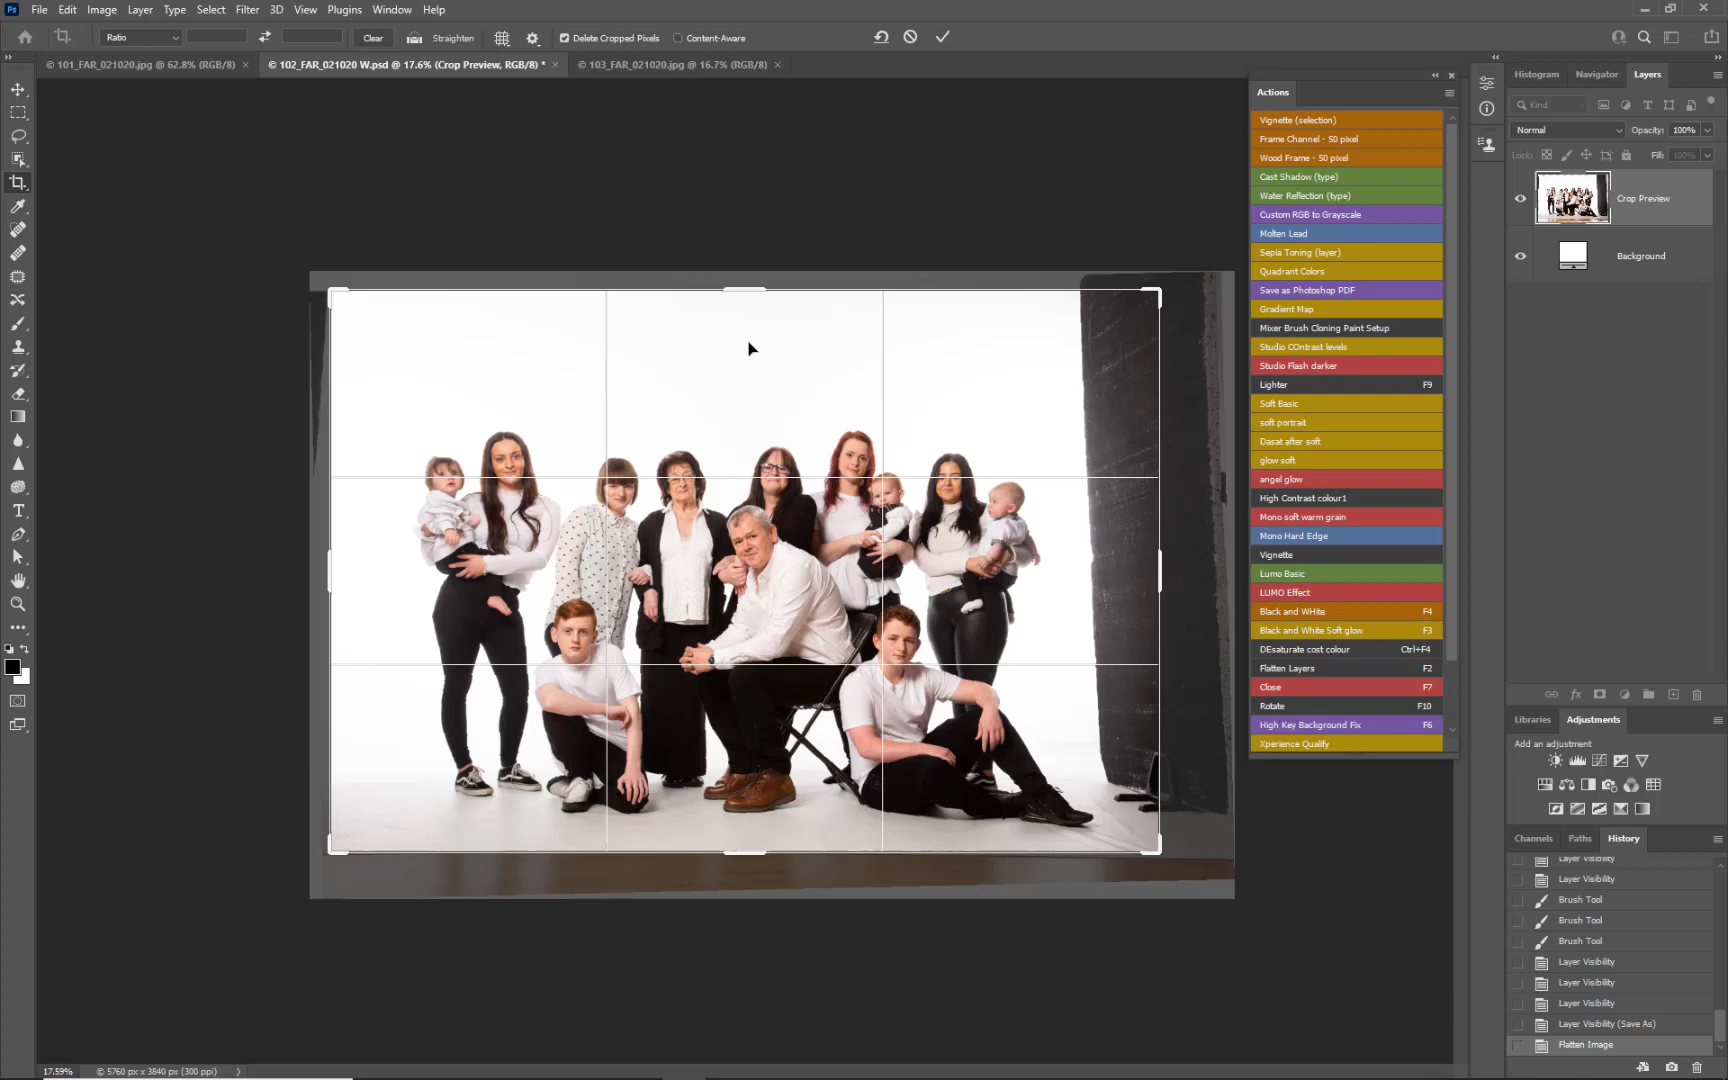 Ps File Edit Image Layer Type Select Filter 3D View Plugins Window Help
Ratio Clear Straighten Delete Cropped Pixels Content-Aware
© 101_FAR_021020.jpg @ 62.8% (RGB/8) × © 102_FAR_021020 W.psd @ 17.6% (Crop Preview, RGB/8) * × © 103_FAR_021020.jpg @ 16.7% (RGB/8) ×
Actions
Vignette (selection)
Frame Channel - 50 pixel
Wood Frame - 50 pixel
Cast Shadow (type)
Water Reflection (type)
Custom RGB to Grayscale
Molten Lead
Sepia Toning (layer)
Quadrant Colors
Save as Photoshop PDF
Gradient Map
Mixer Brush Cloning Paint Setup
Studio COntrast levels
Studio Flash darker
Lighter F9
Soft Basic
soft portrait
Dasat after soft
glow soft
angel glow
High Contrast colour1
Mono soft warm grain
Mono Hard Edge
Vignette
Lumo Basic
LUMO Effect
Black and WHite F4
Black and White Soft glow F3
DEsaturate cost colour Ctrl+F4
Flatten Layers F2
Close F7
Rotate F10
High Key Background Fix F6
Xperience Qualify
Histogram Navigator Layers
Kind
Normal Opacity: 100%
Lock: Fill: 100%
Crop Preview
Background
Libraries Adjustments
Add an adjustment
Channels Paths History
Layer Visibility
Layer Visibility
Brush Tool
Brush Tool
Brush Tool
Layer Visibility
Layer Visibility
Layer Visibility
Layer Visibility (Save As)
Flatten Image
17.59% © 5760 px x 3840 px (300 ppi)